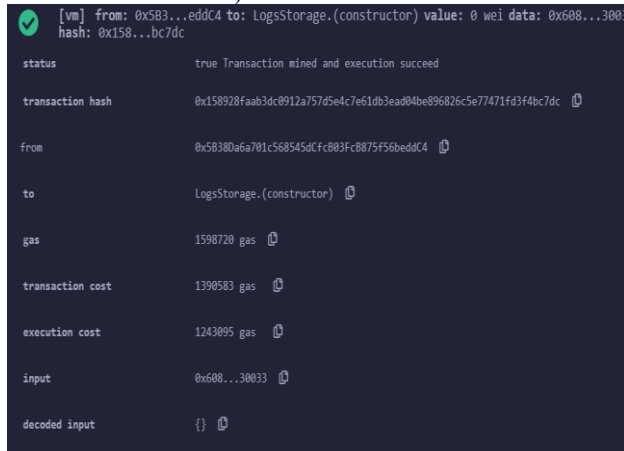 [vm] from: 0x5B3...eddC4 to: LogsStorage.(constructor) value: 0 wei data: 0x608...3003
hash: 0x158...bc7dc
status true Transaction mined and execution succeed
transaction hash 0x158928faab3dc0912a757d5e4c7e61db3ead04be896826c5e77471fd3f4bc7dc
from 0x5B38Da6a701c568545dCfcB03FcB875f56beddC4
to LogsStorage.(constructor)
gas 1598720 gas
transaction cost 1390583 gas
execution cost 1243095 gas
input 0x608...30033
decoded input {}